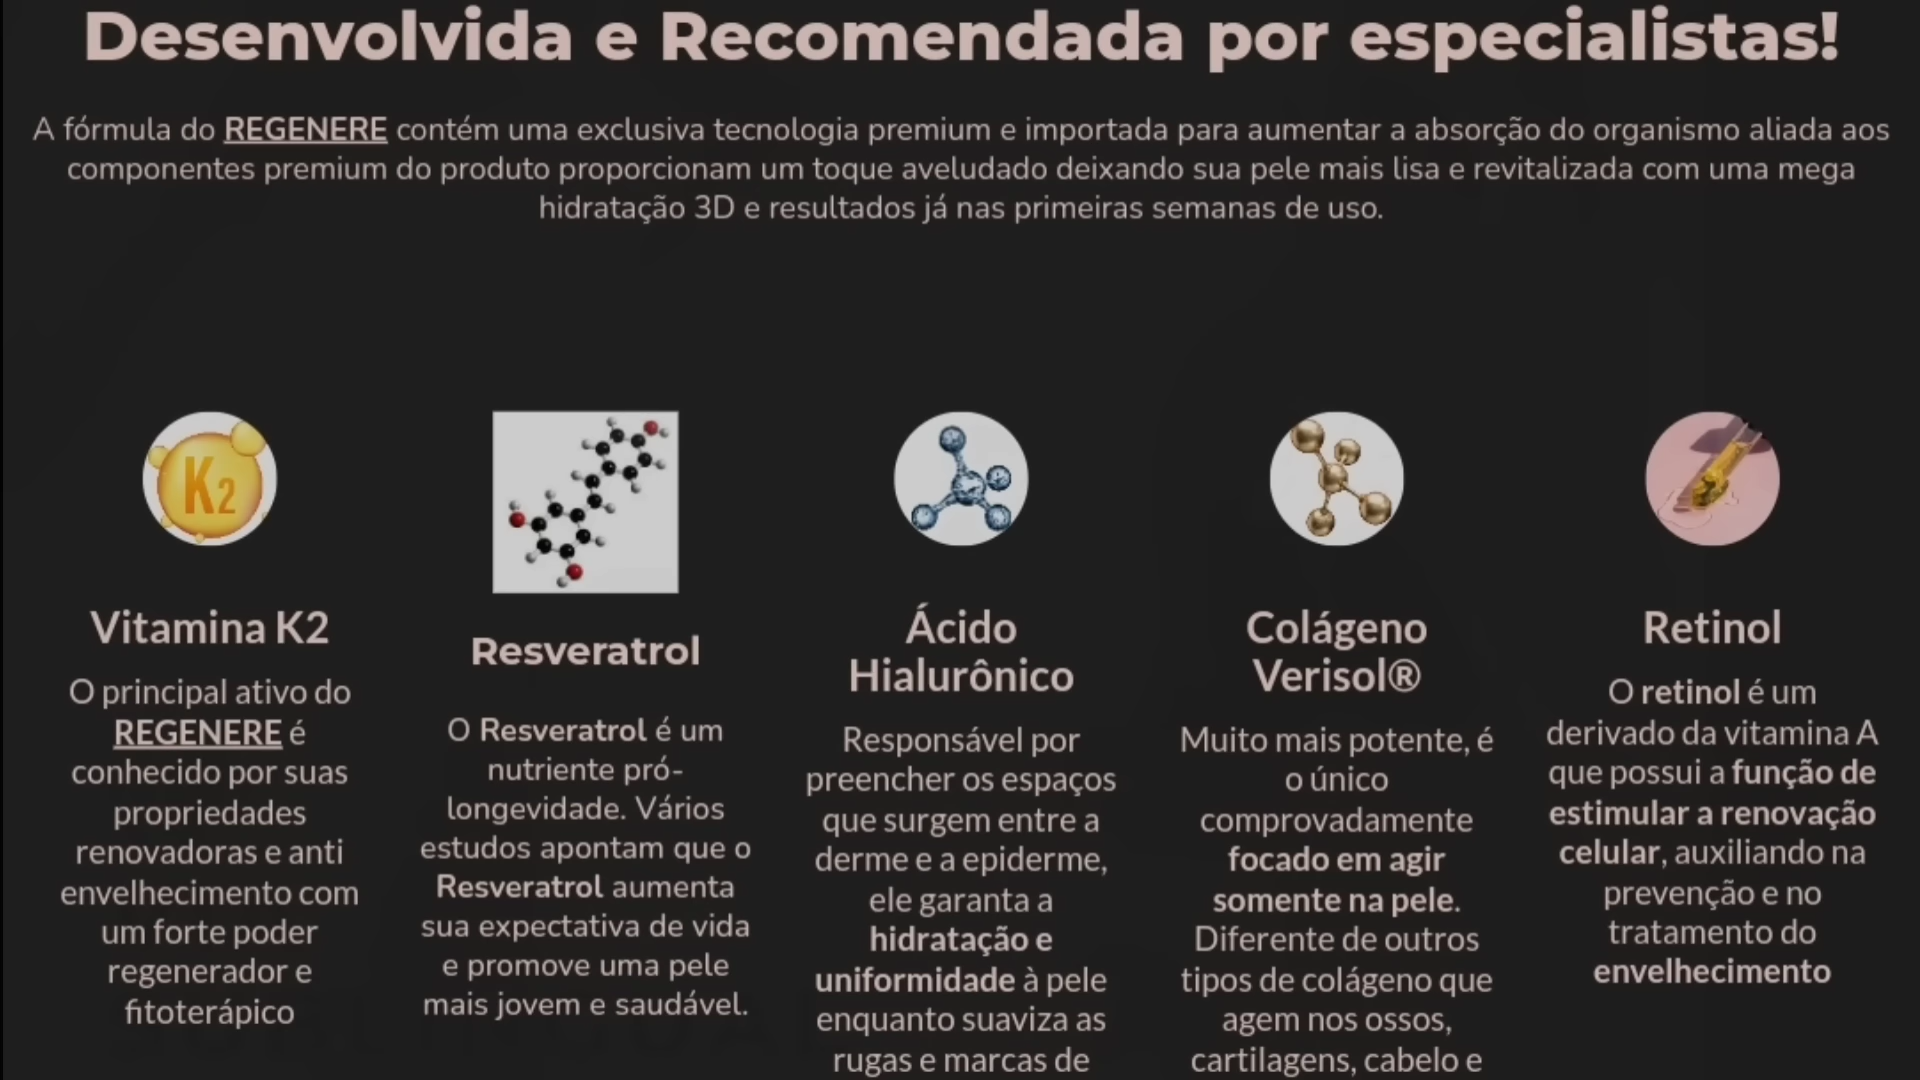 Desenvolvida e Recomendada por especialistas!
A fórmula do REGENERE contém uma exclusiva tecnologia premium e importada para aumentar a absorção do organismo aliada aos
componentes premium do produto proporcionam um toque aveludado deixando sua pele mais lisa e revitalizada com uma mega
hidratação 3D e resultados já nas primeiras semanas de uso.
K2
Vitamina K2
O principal ativo do
REGENERE é
conhecido por suas
propriedades
renovadoras e anti
envelhecimento com
um forte poder
regenerador e
fitoterápico
Resveratrol
O Resveratrol é um
nutriente pró-
longevidade. Vários
estudos apontam que o
Resveratrol aumenta
sua expectativa de vida
e promove uma pele
mais jovem e saudável.
Ácido
Hialurônico
Responsável por
preencher os espaços
que surgem entre a
derme e a epiderme,
ele garanta a
hidratação e
uniformidade à pele
enquanto suaviza as
rugas e marcas de
Colágeno
Verisol®
Muito mais potente, é
o único
comprovadamente
focado em agir
somente na pele.
Diferente de outros
tipos de colágeno que
agem nos ossos,
cartilagens, cabelo e
Retinol
O retinol é um
derivado da vitamina A
que possui a função de
estimular a renovação
celular, auxiliando na
prevenção e no
tratamento do
envelhecimento